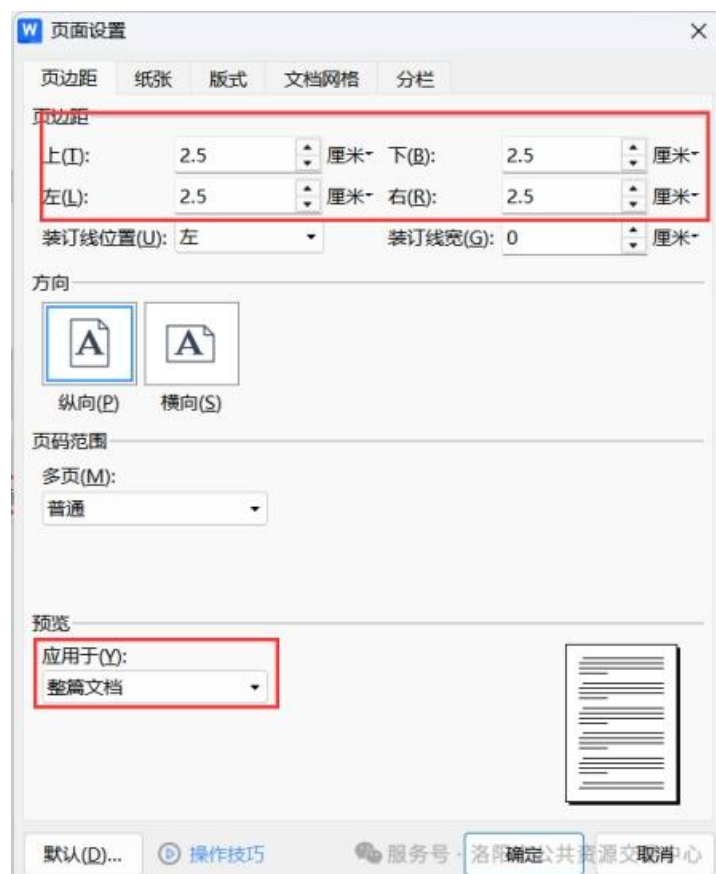 W 页面设置
页边距 纸张 版式 文档网格 分栏
页边距
上(T): 2.5 厘米 下(B): 2.5 厘米
左(L): 2.5 厘米 右(R): 2.5 厘米
装订线位置(U): 左 装订线宽(G): 0 厘米
方向
A A
纵向(P) 横向(S)
页码范围
多页(M):
普通
预览
应用于(Y):
整篇文档
默认(D)... 操作技巧 确定 取消
服务号 · 洛阳 公共资源交 中心